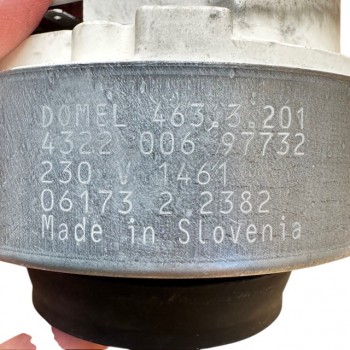 DOMEL 463.3.201
4322 006 97732
230 V 1461
06173 2.2382
Made in Slovenia